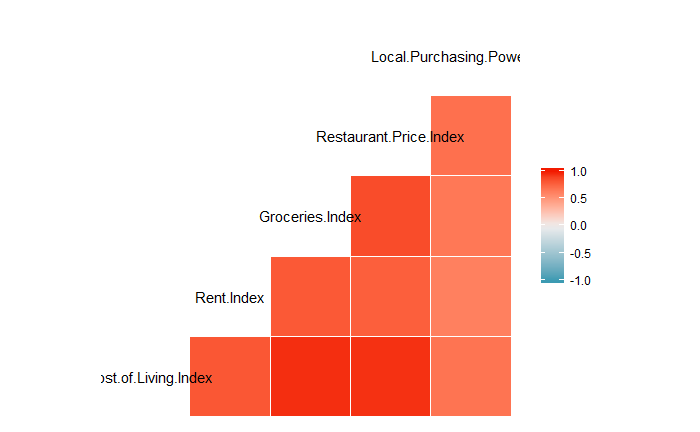 Local.Purchasing.Powe
Restaurant.Price.Index
Groceries.Index
Rent.Index
ost.of.Living.Index
1.0
0.5
0.0
-0.5
-1.0